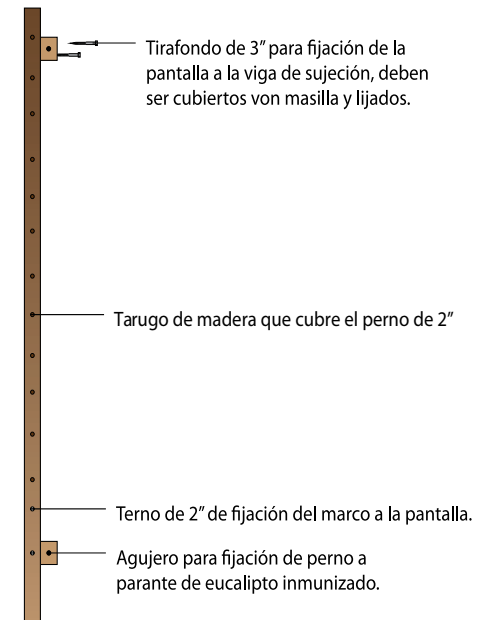 Tirafondo de 3” para fijación de la
pantalla a la viga de sujeción, deben
ser cubiertos von masilla y lijados.
Tarugo de madera que cubre el perno de 2”
Terno de 2” de fijación del marco a la pantalla.
Agujero para fijación de perno a
parante de eucalipto inmunizado.